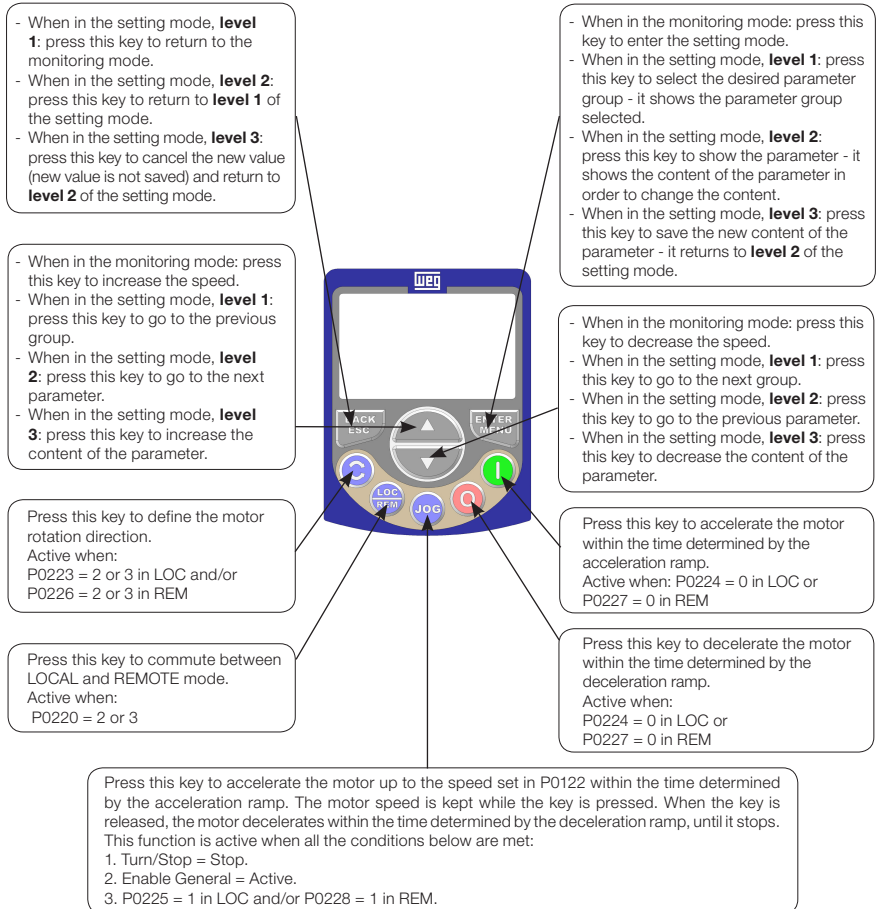 - When in the setting mode, level
1: press this key to return to the
monitoring mode.
- When in the setting mode, level 2:
press this key to return to level 1 of
the setting mode.
- When in the setting mode, level 3:
press this key to cancel the new value
(new value is not saved) and return to
level 2 of the setting mode.
- When in the monitoring mode: press this
key to enter the setting mode.
- When in the setting mode, level 1: press
this key to select the desired parameter
group - it shows the parameter group
selected.
- When in the setting mode, level 2:
press this key to show the parameter - it
shows the content of the parameter in
order to change the content.
- When in the setting mode, level 3: press
this key to save the new content of the
parameter - it returns to level 2 of the
setting mode.
- When in the monitoring mode: press
this key to increase the speed.
- When in the setting mode, level 1:
press this key to go to the previous
group.
- When in the setting mode, level
2: press this key to go to the next
parameter.
- When in the setting mode, level
3: press this key to increase the
content of the parameter.
weg
BACK
ESC
ENTER
MENU
LOC
REM
JOG
- When in the monitoring mode: press this
key to decrease the speed.
- When in the setting mode, level 1: press
this key to go to the next group.
- When in the setting mode, level 2: press
this key to go to the previous parameter.
- When in the setting mode, level 3: press
this key to decrease the content of the
parameter.
Press this key to define the motor
rotation direction.
Active when:
P0223 = 2 or 3 in LOC and/or
P0226 = 2 or 3 in REM
Press this key to accelerate the motor
within the time determined by the
acceleration ramp.
Active when: P0224 = 0 in LOC or
P0227 = 0 in REM
Press this key to commute between
LOCAL and REMOTE mode.
Active when:
P0220 = 2 or 3
Press this key to decelerate the motor
within the time determined by the
deceleration ramp.
Active when:
P0224 = 0 in LOC or
P0227 = 0 in REM
Press this key to accelerate the motor up to the speed set in P0122 within the time determined
by the acceleration ramp. The motor speed is kept while the key is pressed. When the key is
released, the motor decelerates within the time determined by the deceleration ramp, until it stops.
This function is active when all the conditions below are met:
1. Turn/Stop = Stop.
2. Enable General = Active.
3. P0225 = 1 in LOC and/or P0228 = 1 in REM.